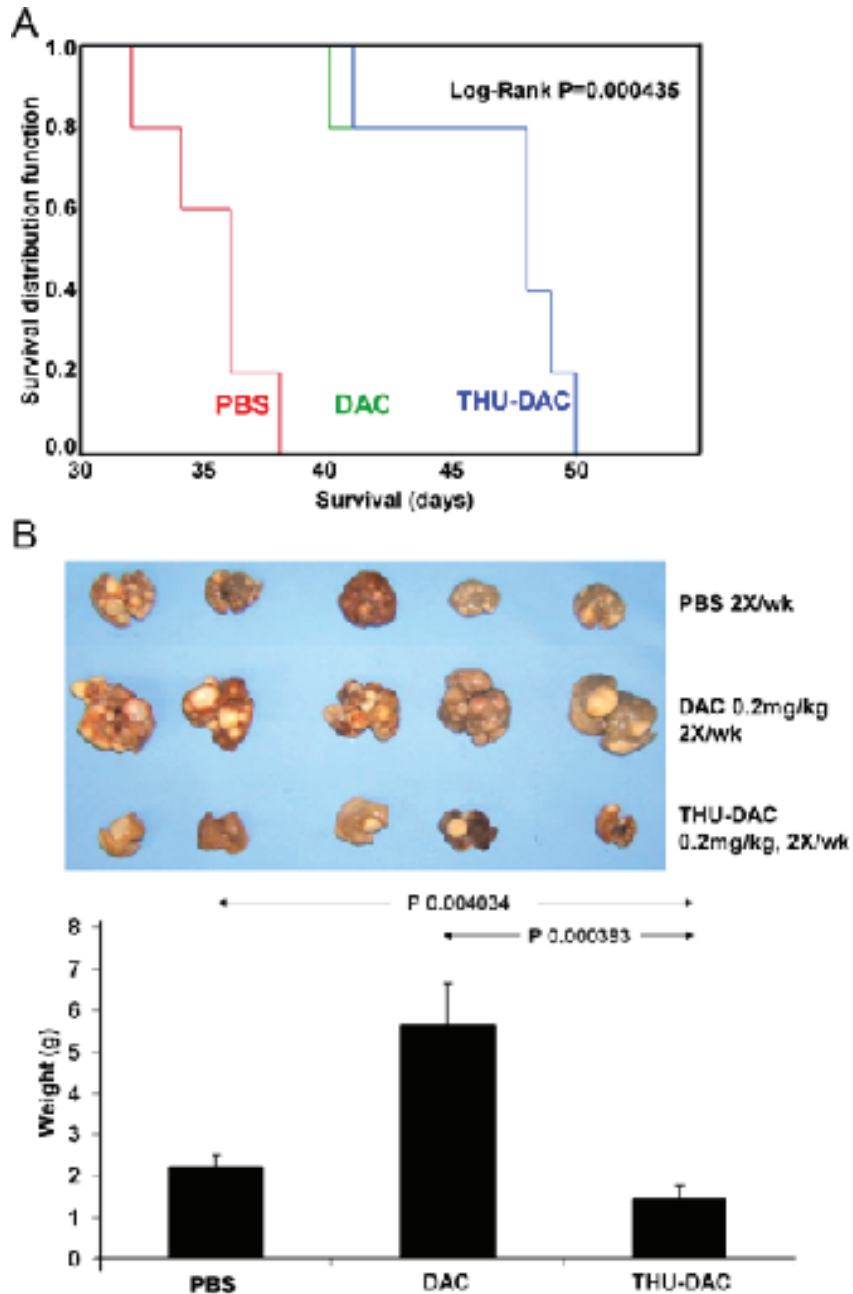 A
1.0
0.8
0.6
0.4
0.2
0.0
Survival distribution function
Log-Rank P=0.000435
PBS DAC THU-DAC
30 35 40 45 50
Survival (days)
B
PBS 2X/wk
DAC 0.2mg/kg
2X/wk
THU-DAC
0.2mg/kg, 2X/wk
P 0.004034
P 0.000383
8
7
6
5
4
3
2
1
0
Weight (g)
PBS DAC THU-DAC